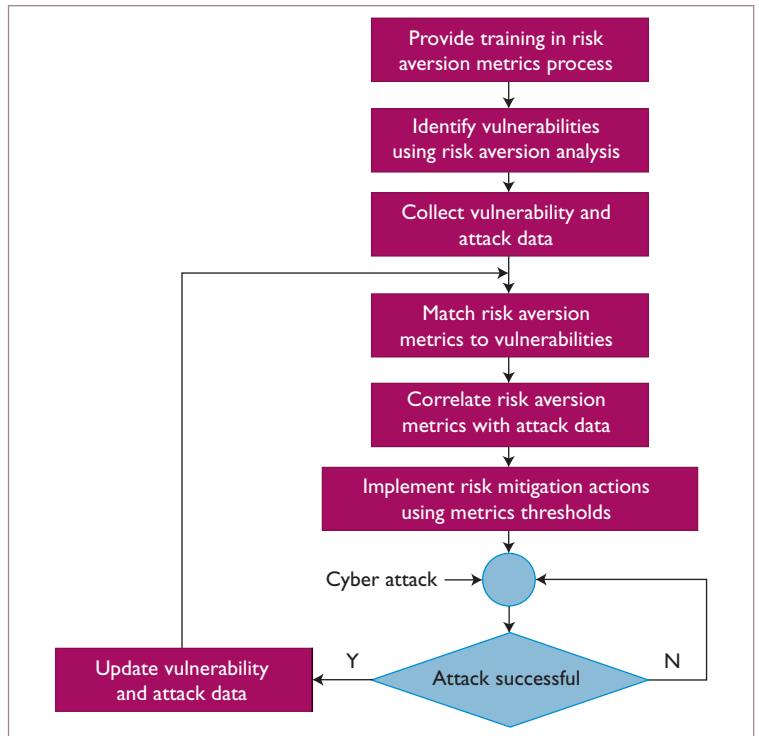 Provide training in risk
aversion metrics process
Identify vulnerabilities
using risk aversion analysis
Collect vulnerability and
attack data
Match risk aversion
metrics to vulnerabilities
Correlate risk aversion
metrics with attack data
Implement risk mitigation actions
using metrics thresholds
Cyber attack
Attack successful
Y
N
Update vulnerability
and attack data